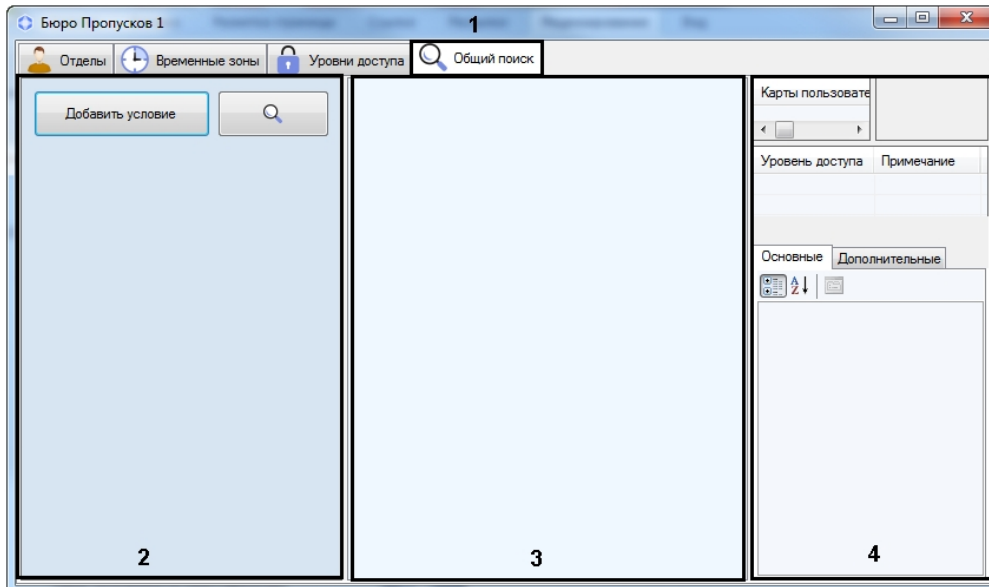 Бюро Пропусков 1
1
Отделы
Временные зоны
Уровни доступа
Общий поиск
Добавить условие
Карты пользовате
Уровень доступа Примечание
Основные Дополнительные
A
Z
2
3
4